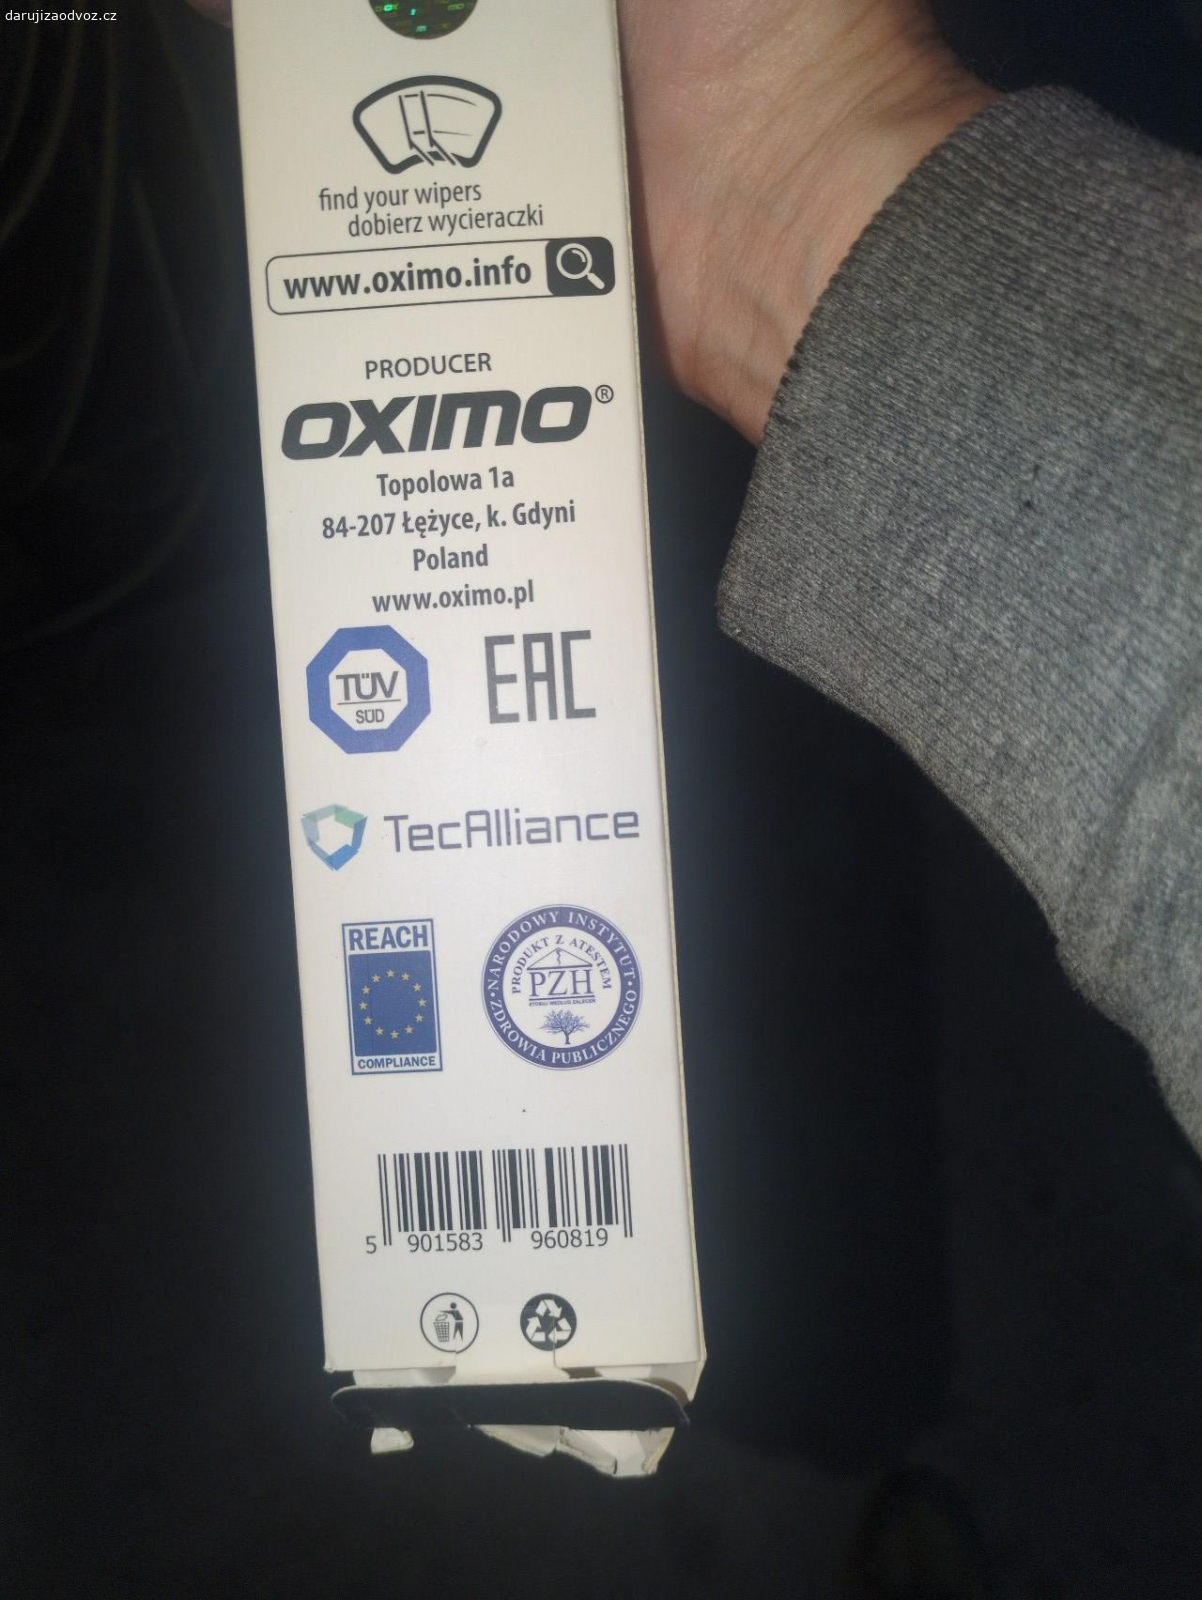 darujizaodvoz.cz
find your wipers
dobierz wycieraczki
www.oximo.info
PRODUCER
OXIMO®
Topolowa 1a
84-207 Łężyce, k. Gdyni
Poland
www.oximo.pl
TÜV
SÜD
EAC
TecAlliance
REACH
COMPLIANCE
NARODOWY INSTYTUT
ZDROWIA PUBLICZNEGO
PRODUKT Z ATESTEM
PZH
5 901583 960819